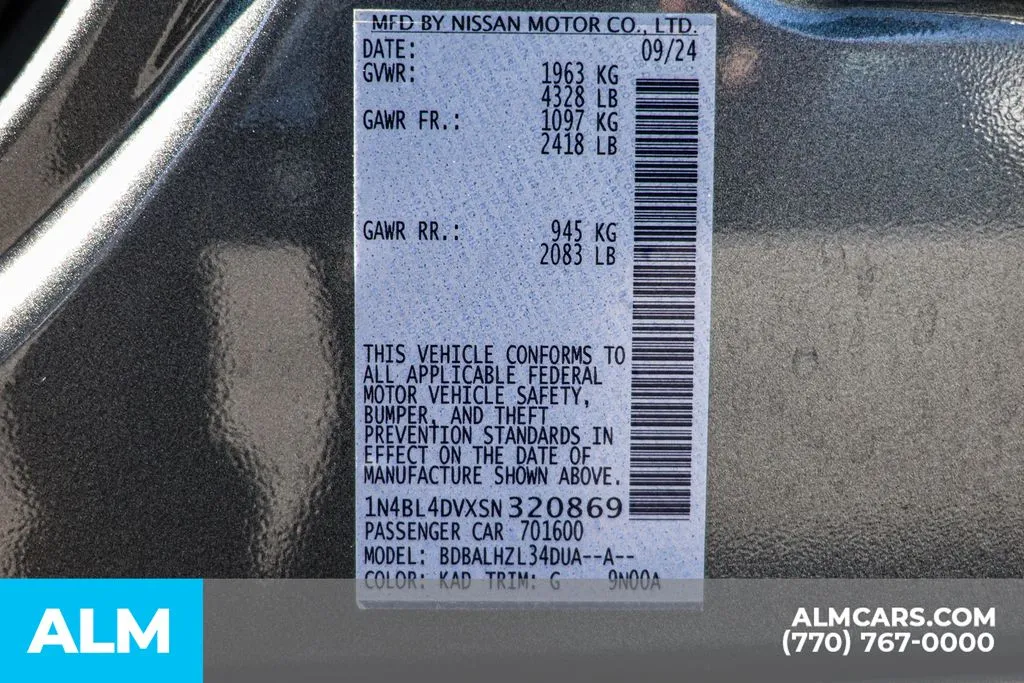 MFD BY NISSAN MOTOR CO., LTD.
DATE: 09/24
GVWR: 1963 KG
4328 LB
GAWR FR.: 1097 KG
2418 LB
GAWR RR.: 945 KG
2083 LB
THIS VEHICLE CONFORMS TO
ALL APPLICABLE FEDERAL
MOTOR VEHICLE SAFETY,
BUMPER, AND THEFT
PREVENTION STANDARDS IN
EFFECT ON THE DATE OF
MANUFACTURE SHOWN ABOVE.
1N4BL4DVXSN320869
PASSENGER CAR 701600
MODEL: BDBALHZL34DUA--A--
COLOR: KAD TRIM: G 9N00A
ALM
ALMCARS.COM
(770) 767-0000